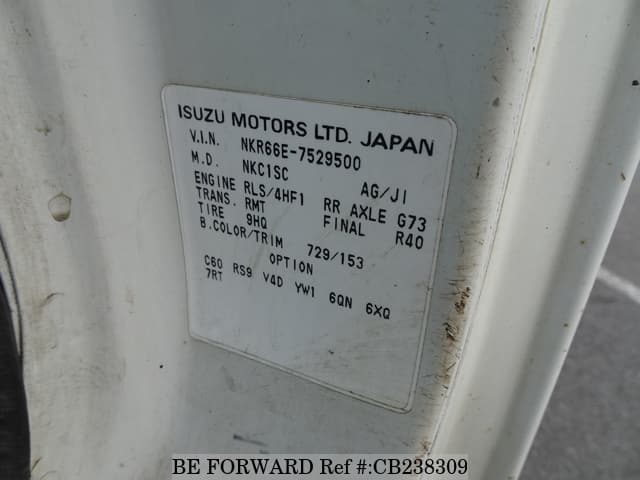 ISUZU MOTORS LTD. JAPAN
V.I.N. NKR66E-7529500
M.D. NKC1SC AG/J1
ENGINE RLS/4HF1 RR AXLE G73
TRANS. RMT FINAL R40
TIRE 9HQ
B.COLOR/TRIM 729/153
OPTION
C60 RS9 V4D YW1 6QN 6XQ
7RT
BE FORWARD Ref #:CB238309